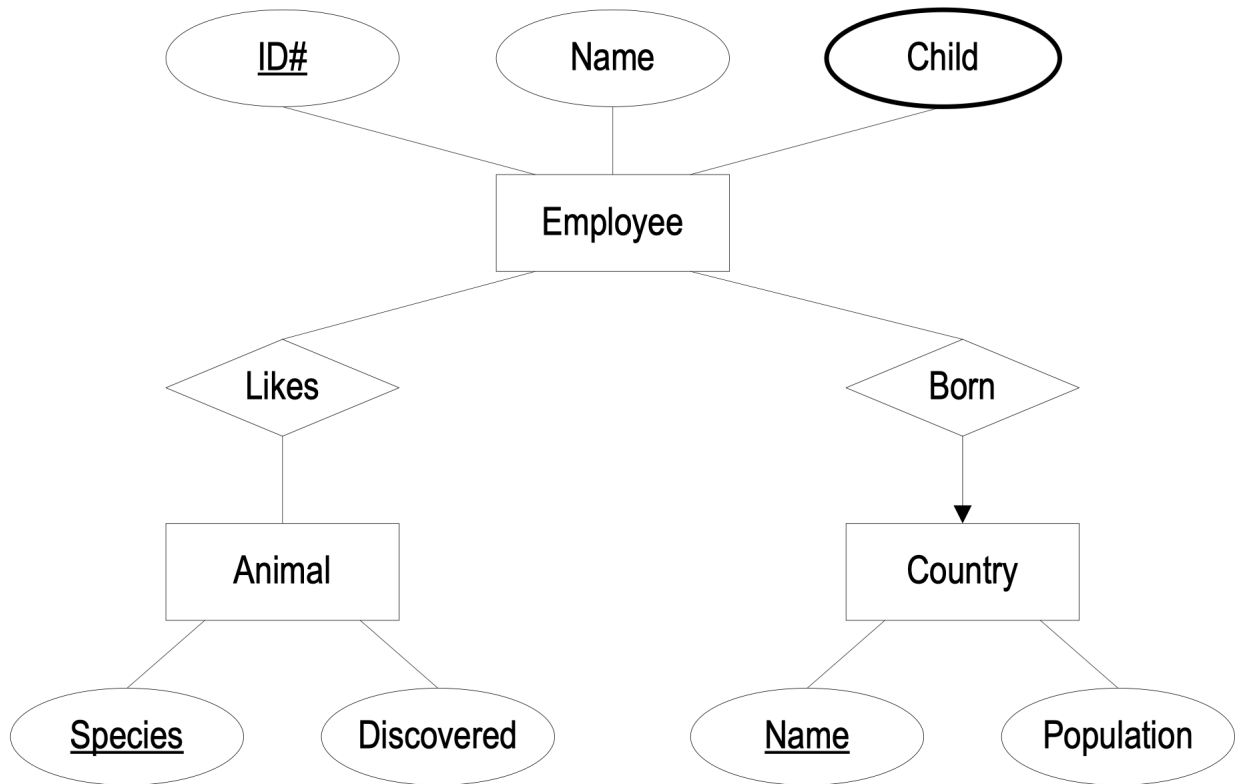 ID#
Name
Child
Employee
Likes
Born
Animal
Country
Species
Discovered
Name
Population